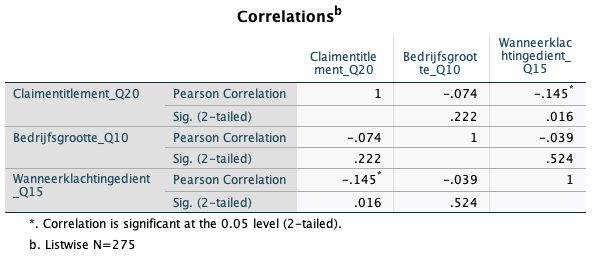 Correlationsb
Claimentitle
ment_Q20
Bedrijfsgroot
te_Q10
Wanneerklac
htingedient_
Q15
Claimentitlement_Q20 Pearson Correlation 1 -.074 -.145*
Sig. (2-tailed) .222 .016
Bedrijfsgrootte_Q10 Pearson Correlation -.074 1 -.039
Sig. (2-tailed) .222 .524
Wanneerklachtingedient
_Q15
Pearson Correlation -.145* -.039 1
Sig. (2-tailed) .016 .524
*. Correlation is significant at the 0.05 level (2-tailed).
b. Listwise N=275